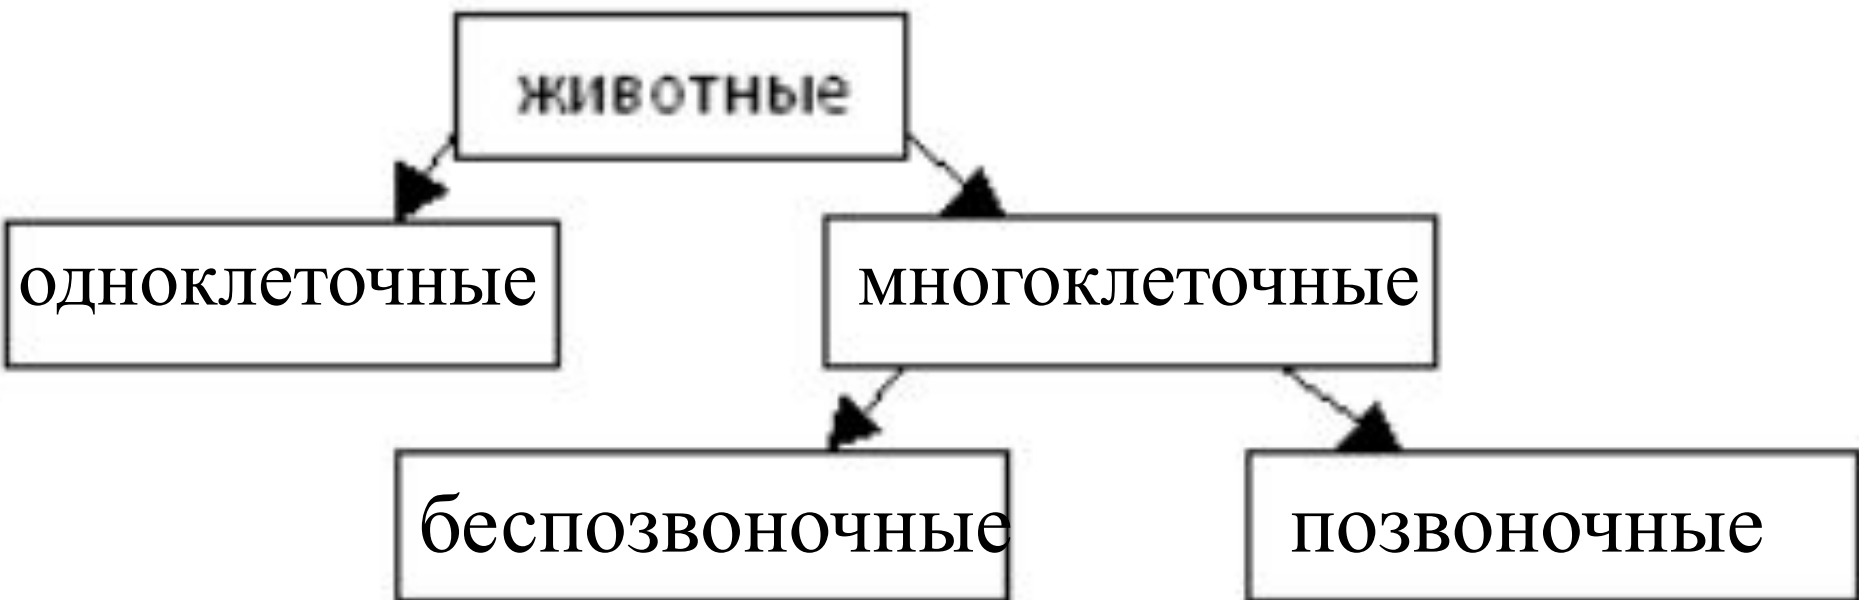 животные
одноклеточные
многоклеточные
беспозвоночные
позвоночные